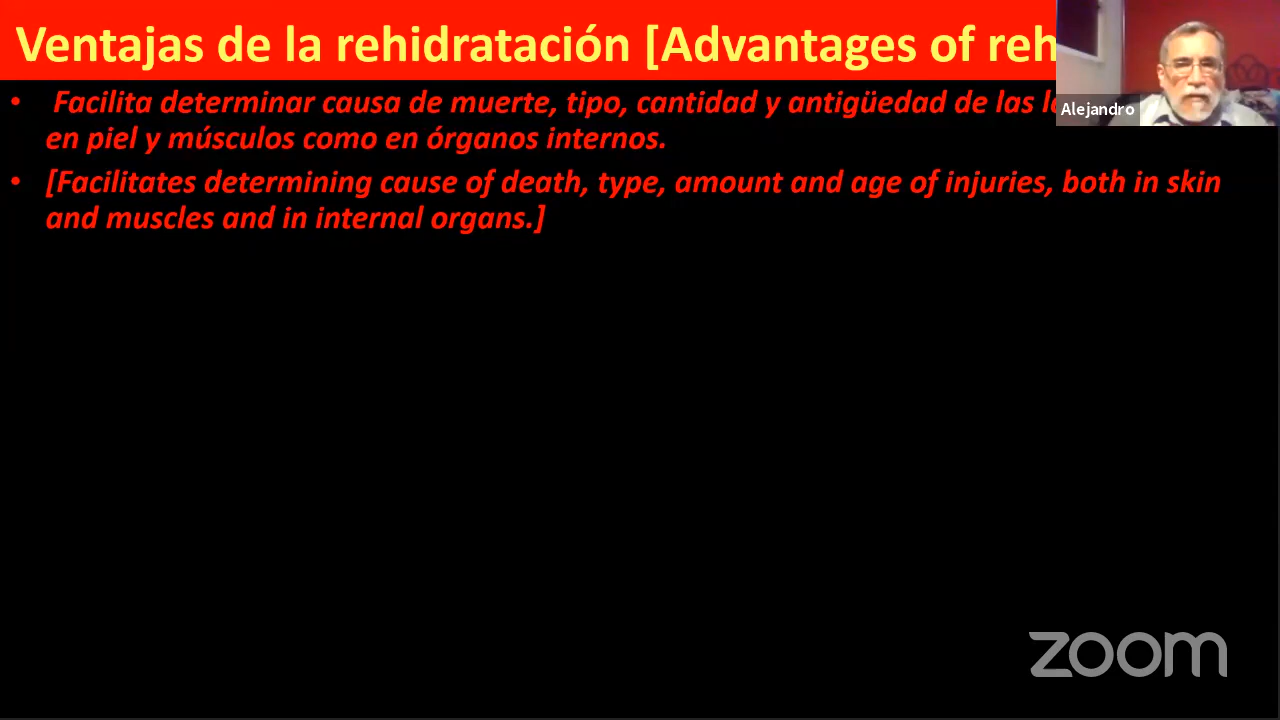 Ventajas de la rehidratación [Advantages of
• Facilita determinar causa de muerte, tipo, cantidad y antigüedad de las
en piel y músculos como en órganos internos.
• [Facilitates determining cause of death, type, amount and age of injuries, both in skin
and muscles and in internal organs.]
Alejandro
zoom